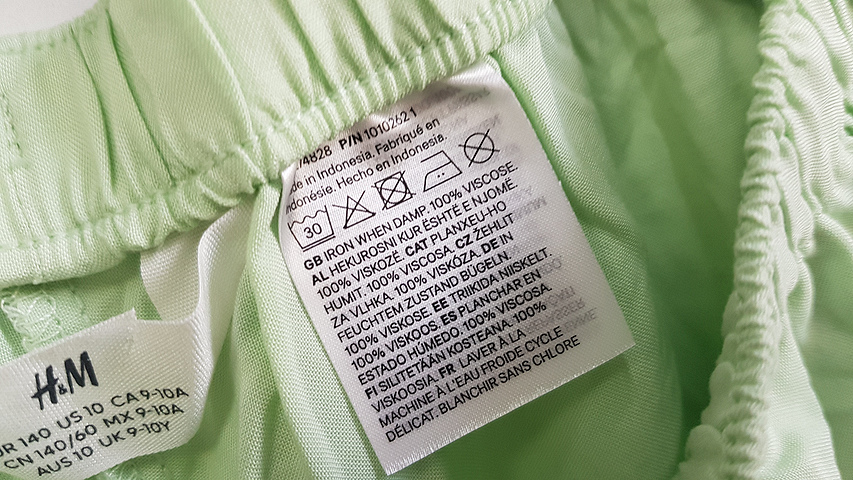 4828 P/N 10102621
de in Indonesia. Fabriqué en
Indonésie. Hecho en Indonesia.
30
GB IRON WHEN DAMP. 100% VISCOSE.
AL HEKUROSNI KUR ËSHTË E NJOMË.
100% VISKOZË. CAT PLANXEU-HO
HUMIT. 100% VISCOSA. CZ ŽEHLIT
ZA VLHKA. 100% VISKÓZA. DE IN
FEUCHTEM ZUSTAND BÜGELN.
100% VISKOSE. EE TRIIKIDA NIISKELT.
100% VISKOOS. ES PLANCHAR EN
ESTADO HÚMEDO. 100% VISCOSA.
FI SILITETÄÄN KOSTEANA. 100%
VISKOOSIA. FR LAVER À LA
MACHINE À L'EAU FROIDE CYCLE
DÉLICAT. BLANCHIR SANS CHLORE
H&M
UR 140 US 10 CA 9-10A
CN 140/60 MX 9-10A
AUS 10 UK 9-10Y